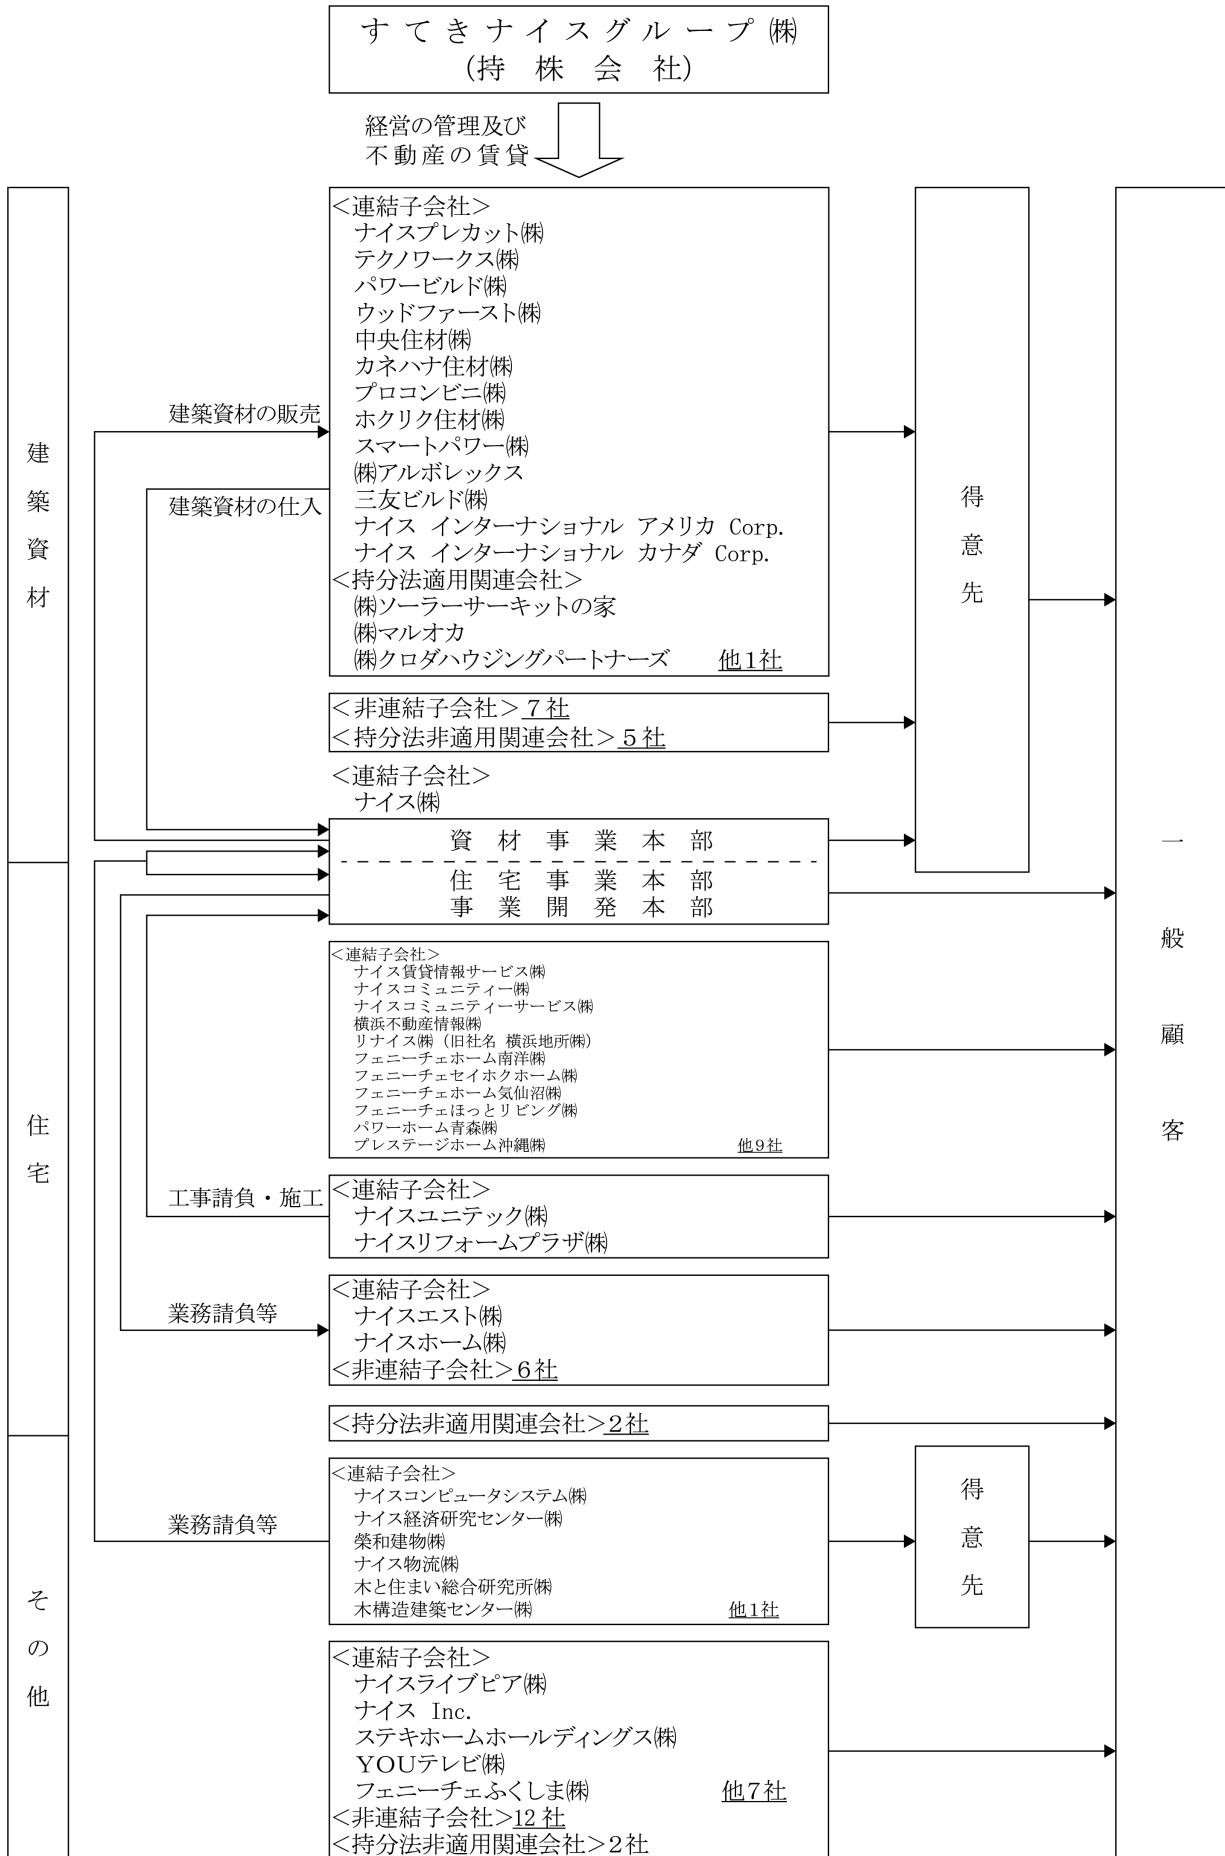 すてきナイスグループ㈱
(持株会社)
経営の管理及び
不動産の賃貸
建築資材
<連結子会社>
ナイスプレカット㈱
テクノワークス㈱
パワービルド㈱
ウッドファースト㈱
中央住材㈱
カネハナ住材㈱
プロコンビニ㈱
ホクリク住材㈱
スマートパワー㈱
㈱アルボレックス
三友ビルド㈱
ナイス インターナショナル アメリカ Corp.
ナイス インターナショナル カナダ Corp.
<持分法適用関連会社>
㈱ソーラーサーキットの家
㈱マルオカ
㈱クロダハウジングパートナーズ 他1社
建築資材の販売
建築資材の仕入
得意先
<非連結子会社>7社
<持分法非適用関連会社>5社
<連結子会社>
ナイス㈱
資材事業本部
住宅事業本部
事業開発本部
一般顧客
住宅
<連結子会社>
ナイス賃貸情報サービス㈱
ナイスコミュニティー㈱
ナイスコミュニティーサービス㈱
横浜不動産情報㈱
リナイス㈱(旧社名 横浜地所㈱)
フェニーチェホーム南洋㈱
フェニーチェセイホクホーム㈱
フェニーチェホーム気仙沼㈱
フェニーチェほっとリビング㈱
パワーホーム青森㈱
プレステージホーム沖縄㈱ 他9社
工事請負・施工
<連結子会社>
ナイスユニテック㈱
ナイスリフォームプラザ㈱
業務請負等
<連結子会社>
ナイスエスト㈱
ナイスホーム㈱
<非連結子会社>6社
<持分法非適用関連会社>2社
その他
業務請負等
<連結子会社>
ナイスコンピュータシステム㈱
ナイス経済研究センター㈱
榮和建物㈱
ナイス物流㈱
木と住まい総合研究所㈱
木構造建築センター㈱ 他1社
得意先
<連結子会社>
ナイスライブピア㈱
ナイス Inc.
ステキホームホールディングス㈱
YOUテレビ㈱
フェニーチェふくしま㈱ 他7社
<非連結子会社>12社
<持分法非適用関連会社>2社